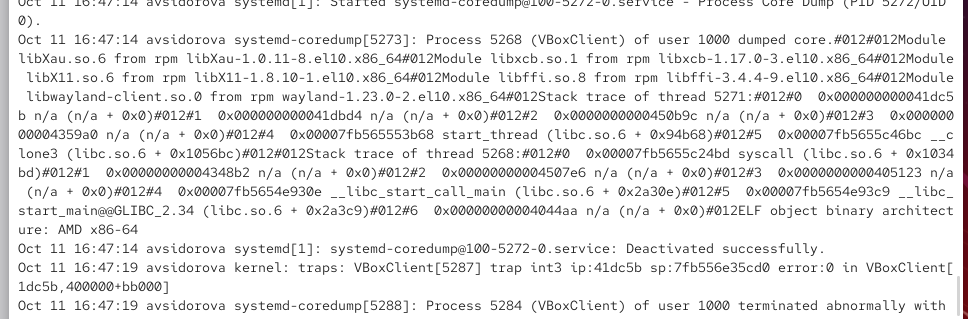 Oct 11 16:47:14 avsidorova systemd[1]: Started systemd-coredump@100-5272-0.service - Process Core Dump (PID 5272/UID
0).
Oct 11 16:47:14 avsidorova systemd-coredump[5273]: Process 5268 (VBoxClient) of user 1000 dumped core.#012#012Module
libXau.so.6 from rpm libXau-1.0.11-8.el10.x86_64#012Module libxcb.so.1 from rpm libxcb-1.17.0-3.el10.x86_64#012Module
libX11.so.6 from rpm libX11-1.8.10-1.el10.x86_64#012Module libffi.so.8 from rpm libffi-3.4.4-9.el10.x86_64#012Module
libwayland-client.so.0 from rpm wayland-1.23.0-2.el10.x86_64#012Stack trace of thread 5271:#012#0  0x000000000041dc5
b n/a (n/a + 0x0)#012#1  0x000000000041dbd4 n/a (n/a + 0x0)#012#2  0x0000000000450b9c n/a (n/a + 0x0)#012#3  0x000000
00004359a0 n/a (n/a + 0x0)#012#4  0x00007fb565553b68 start_thread (libc.so.6 + 0x94b68)#012#5  0x00007fb5655c46bc __c
lone3 (libc.so.6 + 0x1056bc)#012#012Stack trace of thread 5268:#012#0  0x00007fb5655c24bd syscall (libc.so.6 + 0x1034
bd)#012#1  0x00000000004348b2 n/a (n/a + 0x0)#012#2  0x00000000004507e6 n/a (n/a + 0x0)#012#3  0x0000000000405123 n/a
(n/a + 0x0)#012#4  0x00007fb5654e930e __libc_start_call_main (libc.so.6 + 0x2a30e)#012#5  0x00007fb5654e93c9 __libc_
start_main@@GLIBC_2.34 (libc.so.6 + 0x2a3c9)#012#6  0x00000000004044aa n/a (n/a + 0x0)#012ELF object binary architect
ure: AMD x86-64
Oct 11 16:47:14 avsidorova systemd[1]: systemd-coredump@100-5272-0.service: Deactivated successfully.
Oct 11 16:47:19 avsidorova kernel: traps: VBoxClient[5287] trap int3 ip:41dc5b sp:7fb556e35cd0 error:0 in VBoxClient[
1dc5b,400000+bb000]
Oct 11 16:47:19 avsidorova systemd-coredump[5288]: Process 5284 (VBoxClient) of user 1000 terminated abnormally with